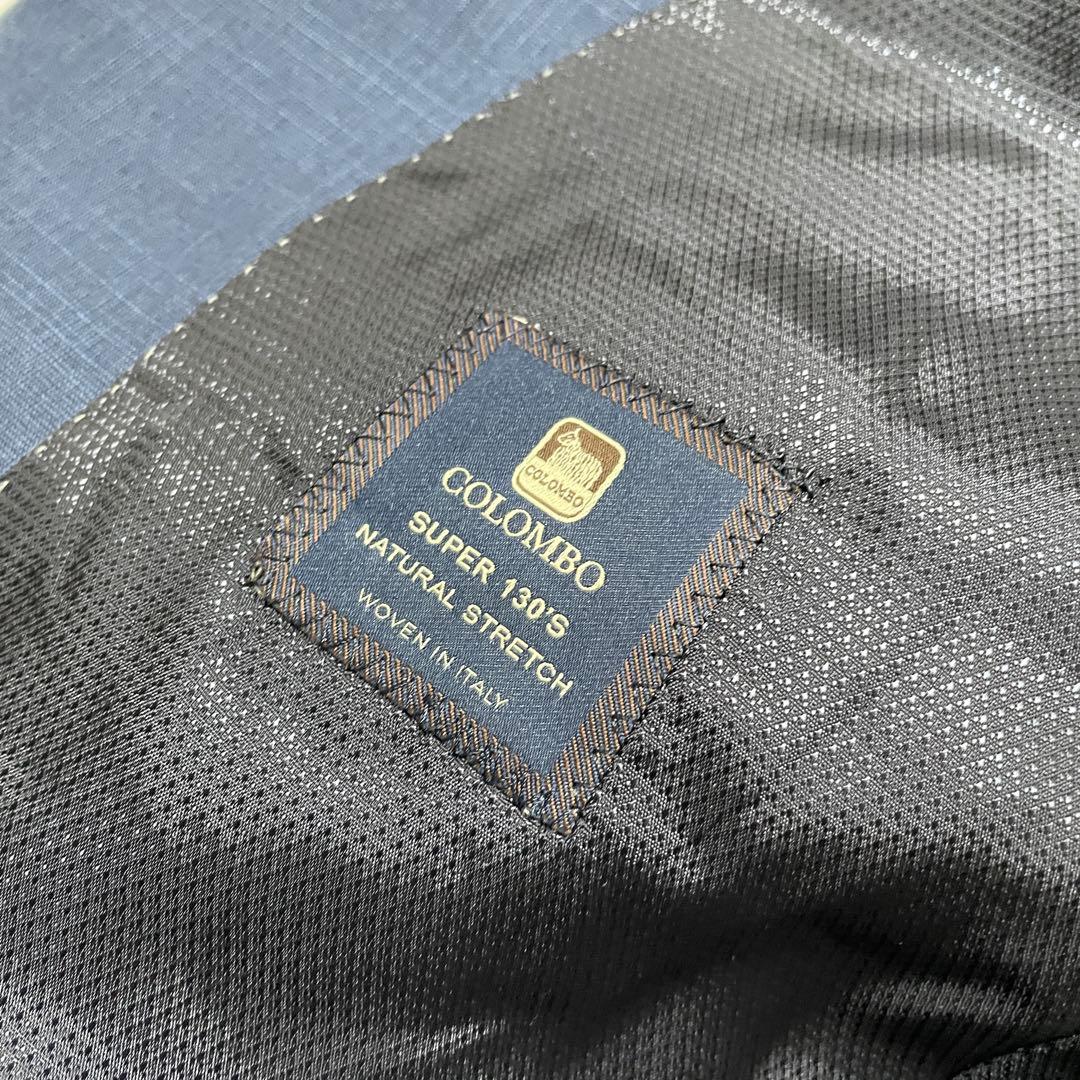 COLOMBO
COLOMBO
SUPER 130'S
NATURAL STRETCH
WOVEN IN ITALY